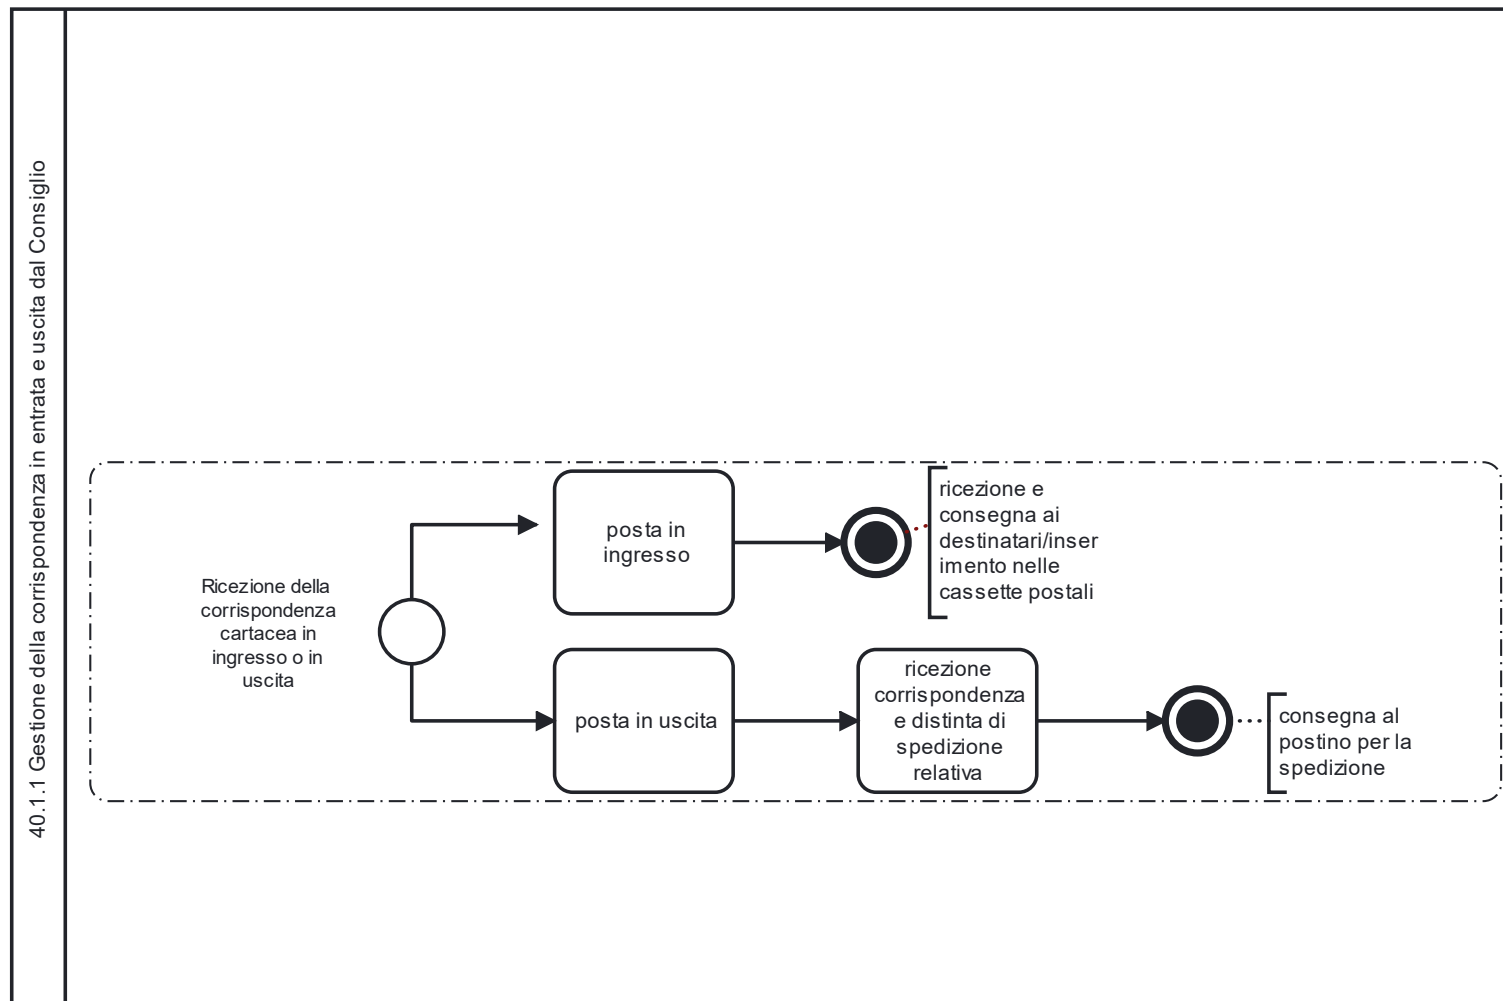 40.1.1 Gestione della corrispondenza in entrata e uscita dal Consiglio
Ricezione della
corrispondenza
cartacea in
ingresso o in
uscita
posta in
ingresso
ricezione e
consegna ai
destinatari/inser
imento nelle
cassette postali
posta in uscita
ricezione
corrispondenza
e distinta di
spedizione
relativa
consegna al
postino per la
spedizione